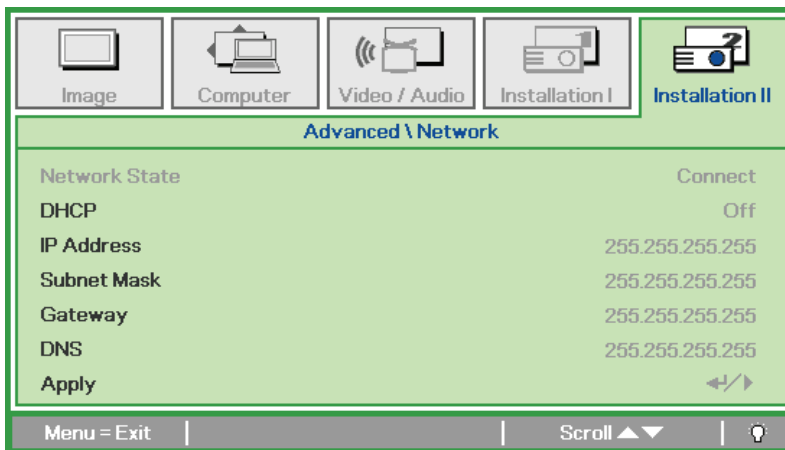 Image
Computer
Video / Audio
Installation I
Installation II
Advanced \ Network
Network State Connect
DHCP Off
IP Address 255.255.255.255
Subnet Mask 255.255.255.255
Gateway 255.255.255.255
DNS 255.255.255.255
Apply
Menu = Exit Scroll